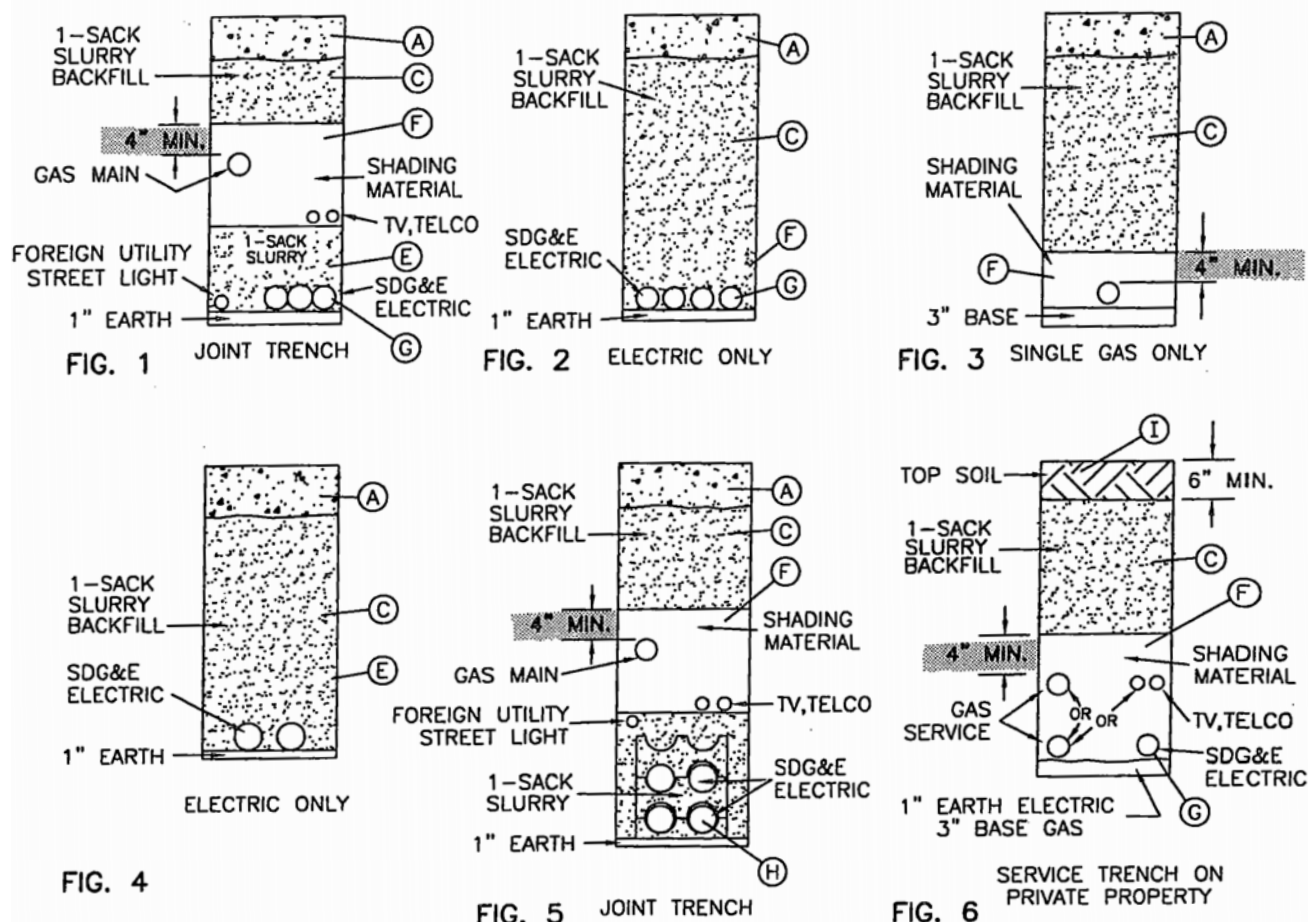 1-SACK
SLURRY
BACKFILL
A
C
F
4" MIN.
GAS MAIN
SHADING
MATERIAL
TV,TELCO
1-SACK
SLURRY
E
FOREIGN UTILITY
STREET LIGHT
SDG&E
ELECTRIC
1" EARTH
G
FIG. 1
JOINT TRENCH
1-SACK
SLURRY
BACKFILL
A
C
F
SDG&E
ELECTRIC
G
1" EARTH
FIG. 2
ELECTRIC ONLY
1-SACK
SLURRY
BACKFILL
A
C
SHADING
MATERIAL
F
4" MIN.
3" BASE
FIG. 3
SINGLE GAS ONLY
A
1-SACK
SLURRY
BACKFILL
C
SDG&E
ELECTRIC
E
1" EARTH
ELECTRIC ONLY
FIG. 4
A
1-SACK
SLURRY
BACKFILL
C
F
4" MIN.
SHADING
MATERIAL
GAS MAIN
TV,TELCO
FOREIGN UTILITY
STREET LIGHT
1-SACK
SLURRY
SDG&E
ELECTRIC
1" EARTH
H
FIG. 5
JOINT TRENCH
I
TOP SOIL
6" MIN.
1-SACK
SLURRY
BACKFILL
C
F
4" MIN.
SHADING
MATERIAL
GAS
SERVICE
OR
OR
TV,TELCO
SDG&E
ELECTRIC
1" EARTH ELECTRIC
3" BASE GAS
G
SERVICE TRENCH ON
PRIVATE PROPERTY
FIG. 6